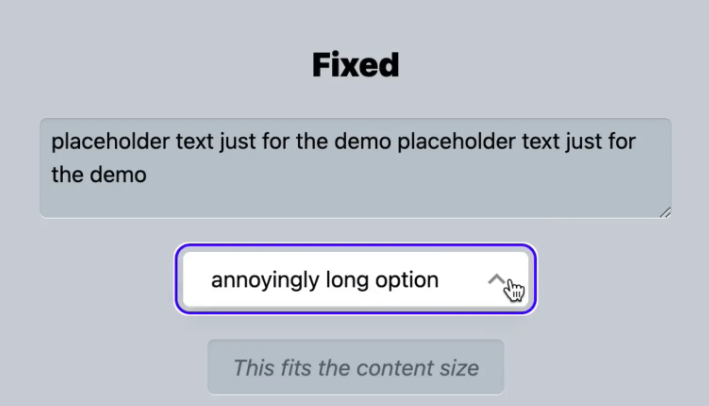 Fixed
placeholder text just for the demo placeholder text just for
the demo
annoyingly long option
This fits the content size